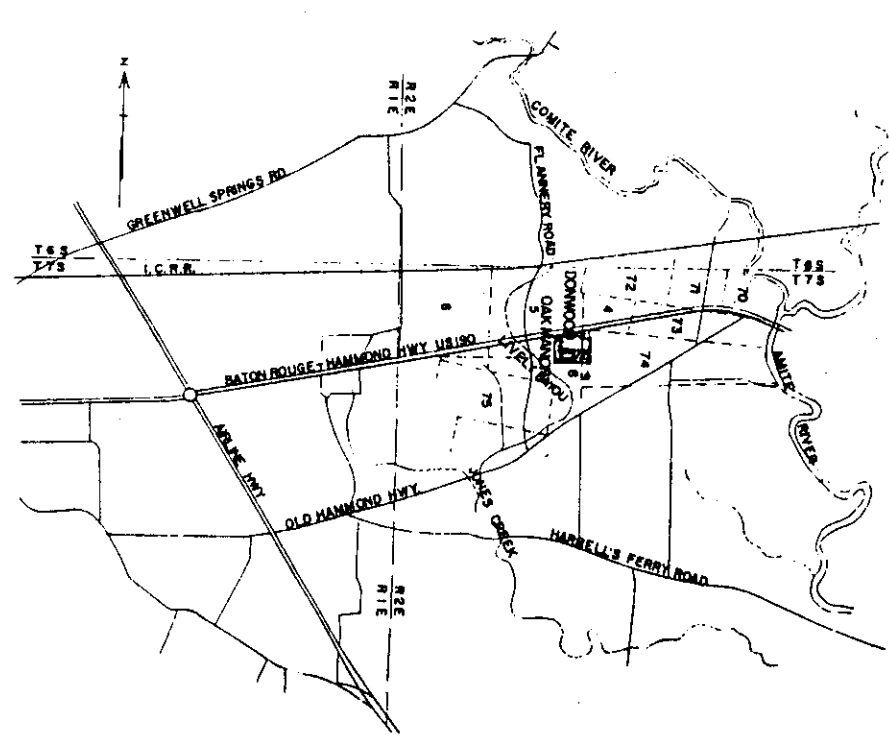 Z
R2E
R1E
COMITE RIVER
GREENWELL SPRINGS RD.
FLANNERY ROAD
T6S
T7S
I.C.R.R.
T6S
T7S
DONWOOD
OAK MANOR
72
71
70
6
5
4
73
BATON ROUGE - HAMMOND HWY US190
LIVELY BAYOU
74
6
75
AMITE
RIVER
AIRLINE HWY
OLD HAMMOND HWY.
JONES CREEK
HARRELL'S FERRY ROAD
R2E
R1E